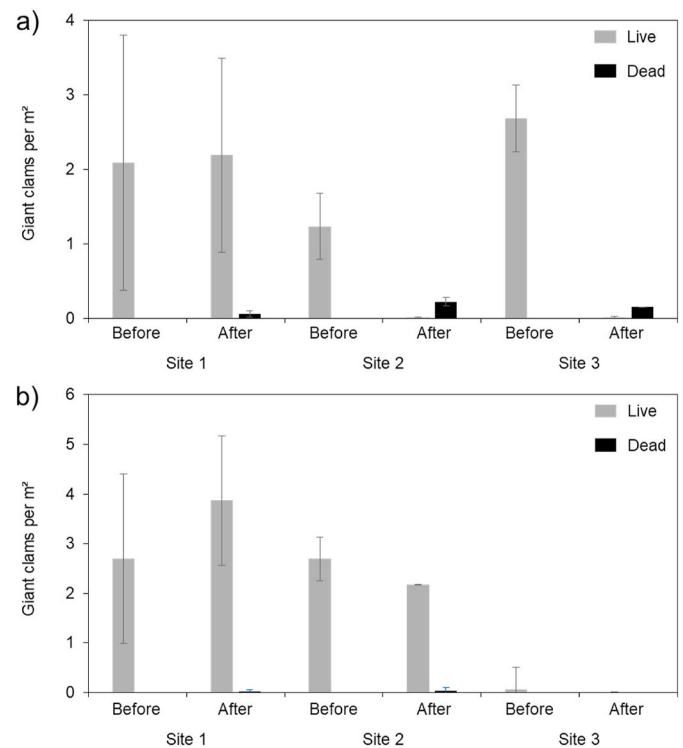 a)
4
Live
Dead
3
Giant clams per m²
2
1
0
Before After Before After Before After
Site 1 Site 2 Site 3
b)
6
Live
5
Dead
4
Giant clams per m²
3
2
1
0
Before After Before After Before After
Site 1 Site 2 Site 3